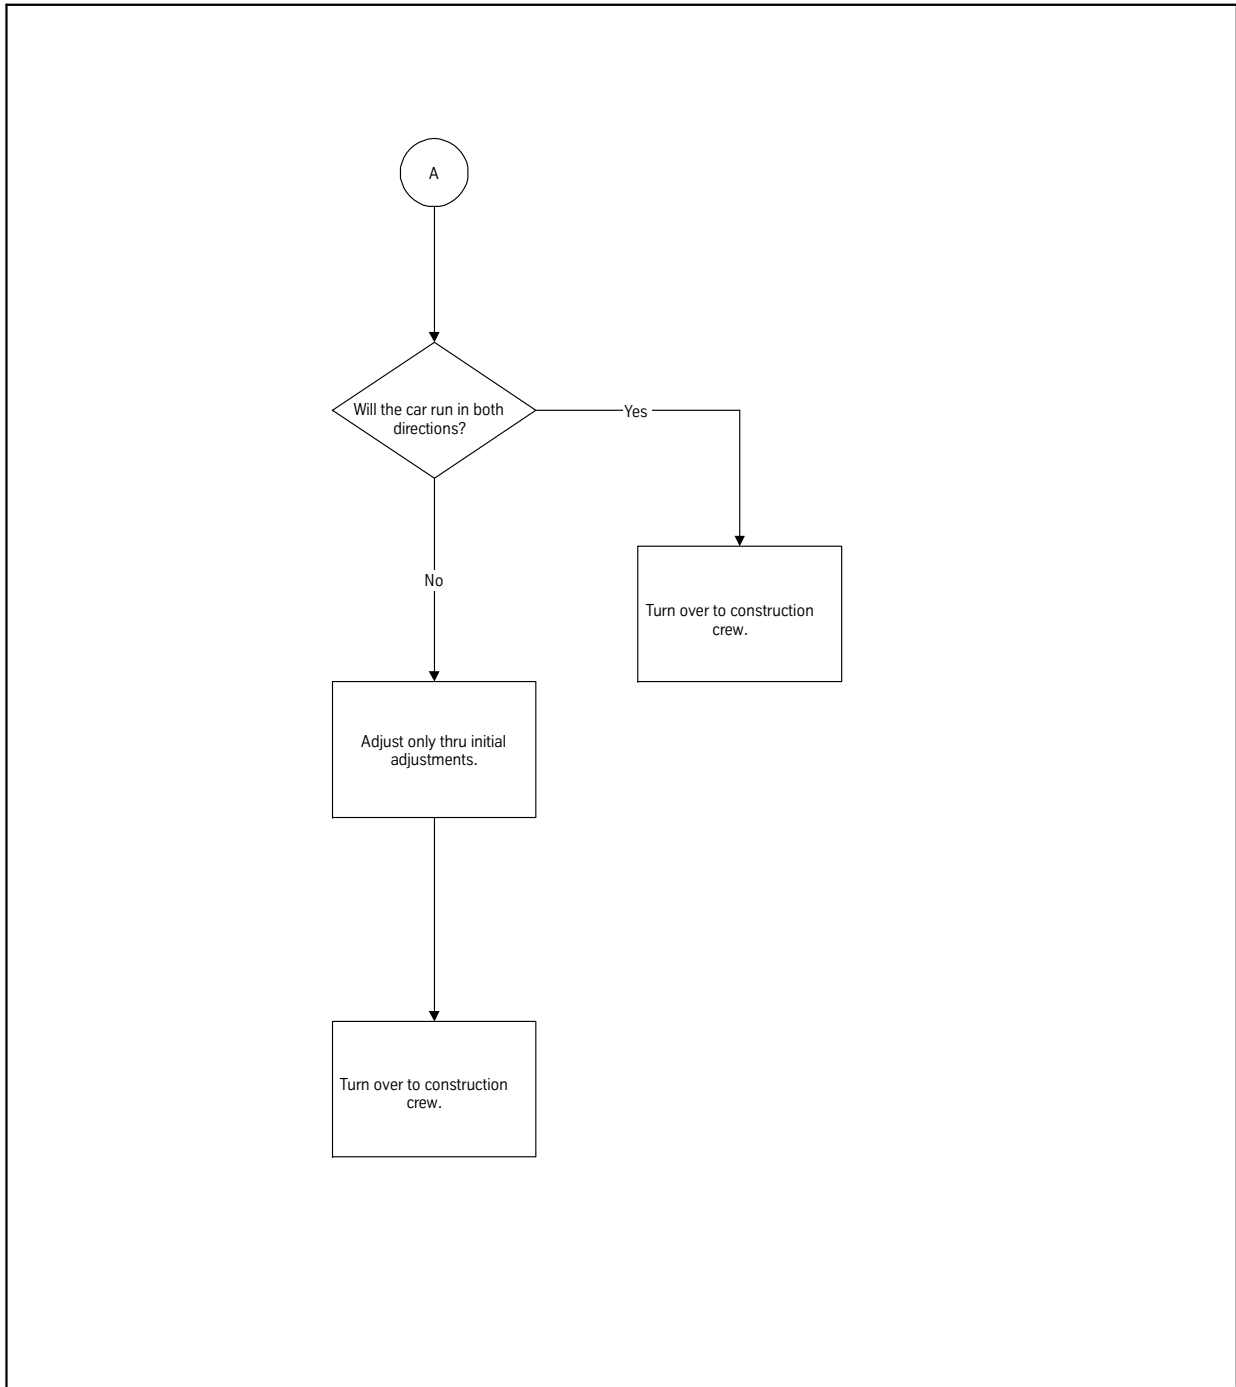 A
Will the car run in both
directions?
Yes
No
Turn over to construction
crew.
Adjust only thru initial
adjustments.
Turn over to construction
crew.